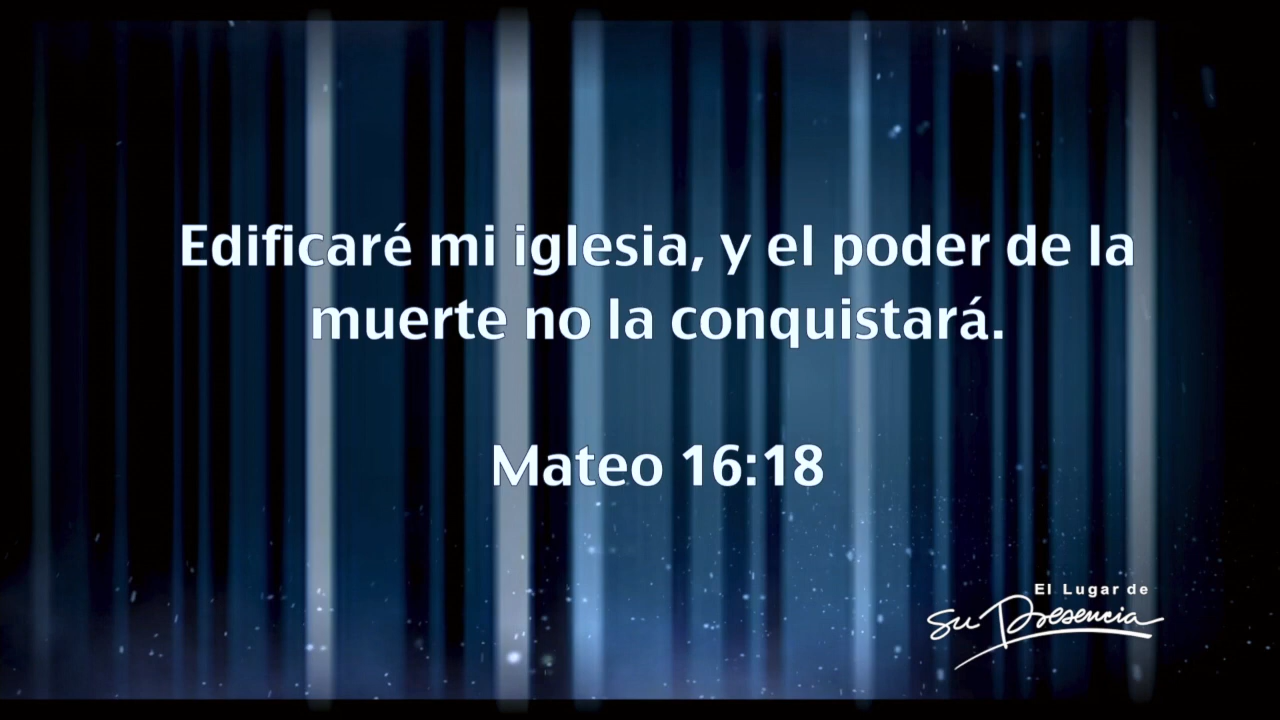 Edificaré mi iglesia, y el poder de la
muerte no la conquistará.
Mateo 16:18
El Lugar de
Su Presencia